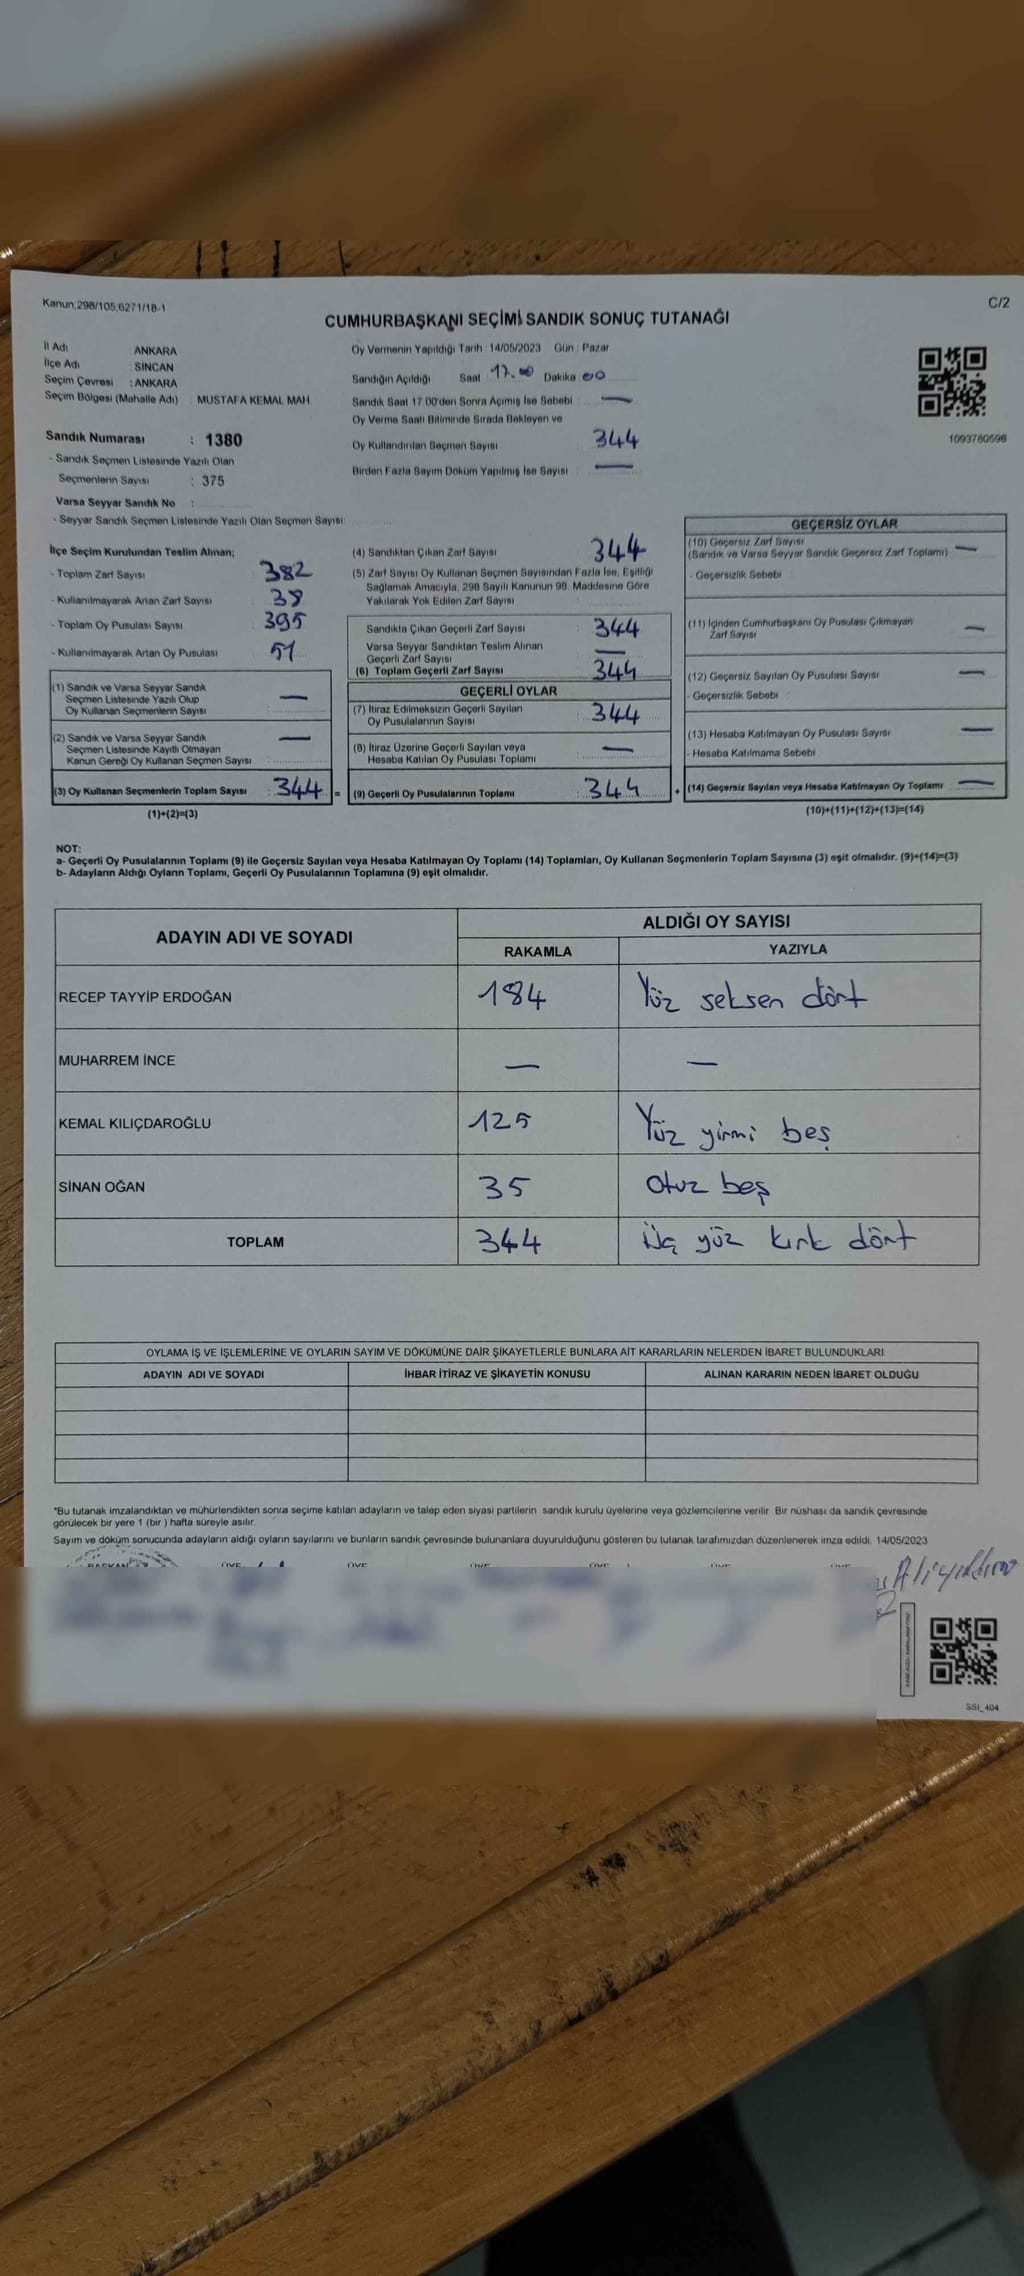 Kanun;298/105,6271/18-1
C/2
CUMHURBAŞKANI SEÇİMİ SANDIK SONUÇ TUTANAĞI
İl Adı : ANKARA
İlçe Adı : SİNCAN
Seçim Çevresi : ANKARA
Seçim Bölgesi (Mahalle Adı) : MUSTAFA KEMAL MAH.
Oy Vermenin Yapıldığı Tarih : 14/05/2023 Gün : Pazar
Sandığın Açıldığı Saat 17.00 Dakika 00
Sandık Saat 17.00'den Sonra Açımış İse Sebebi : —
Oy Verme Saati Bitiminde Sırada Bekleyen ve
Oy Kullandırılan Seçmen Sayısı : 344
Birden Fazla Sayım Döküm Yapılmış İse Sayısı : —
1093760598
Sandık Numarası : 1380
- Sandık Seçmen Listesinde Yazılı Olan
Seçmenlerin Sayısı : 375
Varsa Seyyar Sandık No :
- Seyyar Sandık Seçmen Listesinde Yazılı Olan Seçmen Sayısı:
İlçe Seçim Kurulundan Teslim Alınan;
- Toplam Zarf Sayısı : 382
- Kullanılmayarak Artan Zarf Sayısı : 38
- Toplam Oy Pusulası Sayısı : 395
- Kullanılmayarak Artan Oy Pusulası : 51
(1) Sandık ve Varsa Seyyar Sandık
Seçmen Listesinde Yazılı Olup
Oy Kullanan Seçmenlerin Sayısı : —
(2) Sandık ve Varsa Seyyar Sandık
Seçmen Listesinde Kayıtlı Olmayan
Kanun Gereği Oy Kullanan Seçmen Sayısı : —
(3) Oy Kullanan Seçmenlerin Toplam Sayısı : 344 =
(1)+(2)=(3)
(4) Sandıktan Çıkan Zarf Sayısı : 344
(5) Zarf Sayısı Oy Kullanan Seçmen Sayısından Fazla İse, Eşitliği
Sağlamak Amacıyla; 298 Sayılı Kanunun 98. Maddesine Göre
Yakılarak Yok Edilen Zarf Sayısı :
Sandıkta Çıkan Geçerli Zarf Sayısı : 344
Varsa Seyyar Sandıktan Teslim Alınan
Geçerli Zarf Sayısı : —
(6) Toplam Geçerli Zarf Sayısı : 344
GEÇERLİ OYLAR
(7) İtiraz Edilmeksizin Geçerli Sayılan
Oy Pusulalarının Sayısı : 344
(8) İtiraz Üzerine Geçerli Sayılan veya
Hesaba Katılan Oy Pusulası Toplamı : —
(9) Geçerli Oy Pusulalarının Toplamı : 344 +
GEÇERSİZ OYLAR
(10) Geçersiz Zarf Sayısı
(Sandık ve Varsa Seyyar Sandık Geçersiz Zarf Toplamı) : —
- Geçersizlik Sebebi :
(11) İçinden Cumhurbaşkanı Oy Pusulası Çıkmayan
Zarf Sayısı : —
(12) Geçersiz Sayılan Oy Pusulası Sayısı : —
- Geçersizlik Sebebi :
(13) Hesaba Katılmayan Oy Pusulası Sayısı : —
- Hesaba Katılmama Sebebi :
(14) Geçersiz Sayılan veya Hesaba Katılmayan Oy Toplamı : —
(10)+(11)+(12)+(13)=(14)
NOT:
a- Geçerli Oy Pusulalarının Toplamı (9) ile Geçersiz Sayılan veya Hesaba Katılmayan Oy Toplamı (14) Toplamları, Oy Kullanan Seçmenlerin Toplam Sayısına (3) eşit olmalıdır. (9)+(14)=(3)
b- Adayların Aldığı Oyların Toplamı, Geçerli Oy Pusulalarının Toplamına (9) eşit olmalıdır.
ADAYIN ADI VE SOYADI
ALDIĞI OY SAYISI
RAKAMLA YAZIYLA
RECEP TAYYİP ERDOĞAN 184 Yüz seksen dört
MUHARREM İNCE — —
KEMAL KILIÇDAROĞLU 125 Yüz yirmi beş
SİNAN OĞAN 35 otuz beş
TOPLAM 344 Üç yüz kırk dört
OYLAMA İŞ VE İŞLEMLERİNE VE OYLARIN SAYIM VE DÖKÜMÜNE DAİR ŞİKAYETLERLE BUNLARA AİT KARARLARIN NELERDEN İBARET BULUNDUKLARI
ADAYIN ADI VE SOYADI İHBAR İTİRAZ VE ŞİKAYETİN KONUSU ALINAN KARARIN NEDEN İBARET OLDUĞU
*Bu tutanak imzalandıktan ve mühürlendikten sonra seçime katılan adayların ve talep eden siyasi partilerin sandık kurulu üyelerine veya gözlemcilerine verilir. Bir nüshası da sandık çevresinde
görülecek bir yere 1 (bir ) hafta süreyle asılır.
Sayım ve döküm sonucunda adayların aldığı oyların sayılarını ve bunların sandık çevresinde bulunanlara duyurulduğunu gösteren bu tutanak tarafımızdan düzenlenerek imza edildi. 14/05/2023
BAŞKAN ÜYE ÜYE ÜYE ÜYE ÜYE ÜYE
Ali yıldırım
SSI_404